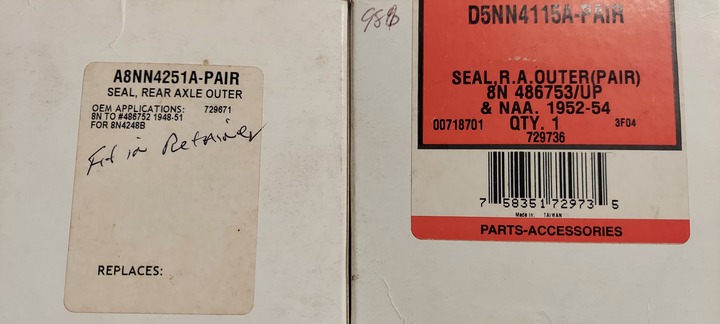 A8NN4251A-PAIR
SEAL, REAR AXLE OUTER
OEM APPLICATIONS: 729671
8N TO #486752 1948-51
FOR 8N4248B
Fit in Retainer
REPLACES:
98$
D5NN4115A-PAIR
SEAL,R.A.OUTER(PAIR)
8N 486753/UP
& NAA. 1952-54
00718701 QTY. 1 3F04
729736
7 58351 72973 5
Made in: TAIWAN
PARTS-ACCESSORIES